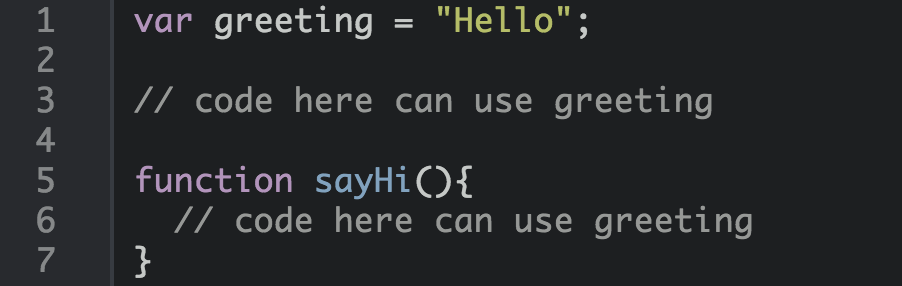 1 var greeting = "Hello";
2
3 // code here can use greeting
4
5 function sayHi(){
6   // code here can use greeting
7 }